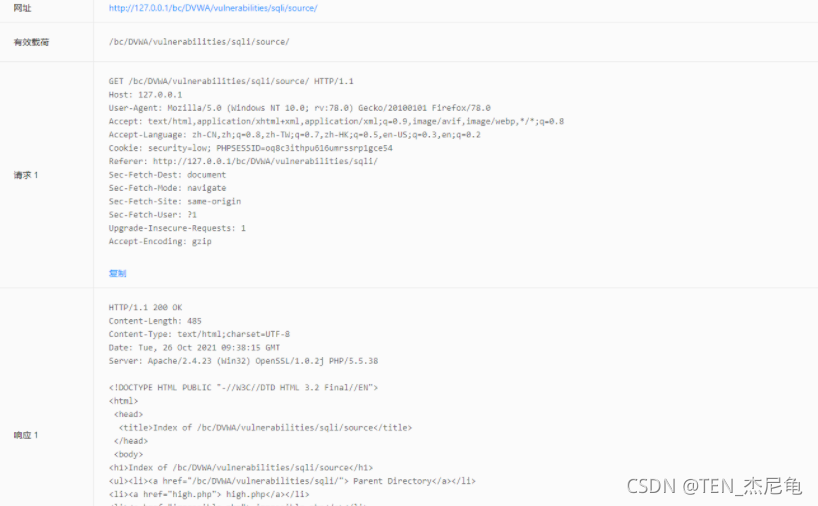 网址
http://127.0.0.1/bc/DVWA/vulnerabilities/sqli/source/
有效载荷
/bc/DVWA/vulnerabilities/sqli/source/
请求 1
GET /bc/DVWA/vulnerabilities/sqli/source/ HTTP/1.1
Host: 127.0.0.1
User-Agent: Mozilla/5.0 (Windows NT 10.0; rv:78.0) Gecko/20100101 Firefox/78.0
Accept: text/html,application/xhtml+xml,application/xml;q=0.9,image/avif,image/webp,*/*;q=0.8
Accept-Language: zh-CN,zh;q=0.8,zh-TW;q=0.7,zh-HK;q=0.5,en-US;q=0.3,en;q=0.2
Cookie: security=low; PHPSESSID=oq8c3ithpu616umrssrp1gce54
Referer: http://127.0.0.1/bc/DVWA/vulnerabilities/sqli/
Sec-Fetch-Dest: document
Sec-Fetch-Mode: navigate
Sec-Fetch-Site: same-origin
Sec-Fetch-User: ?1
Upgrade-Insecure-Requests: 1
Accept-Encoding: gzip
复制
响应 1
HTTP/1.1 200 OK
Content-Length: 485
Content-Type: text/html;charset=UTF-8
Date: Tue, 26 Oct 2021 09:38:15 GMT
Server: Apache/2.4.23 (Win32) OpenSSL/1.0.2j PHP/5.5.38
<!DOCTYPE HTML PUBLIC "-//W3C//DTD HTML 3.2 Final//EN">
<html>
<head>
<title>Index of /bc/DVWA/vulnerabilities/sqli/source</title>
</head>
<body>
<h1>Index of /bc/DVWA/vulnerabilities/sqli/source</h1>
<ul><li><a href="/bc/DVWA/vulnerabilities/sqli/"> Parent Directory</a></li>
<li><a href="high.php"> high.php</a></li>
CSDN @TEN_杰尼龟